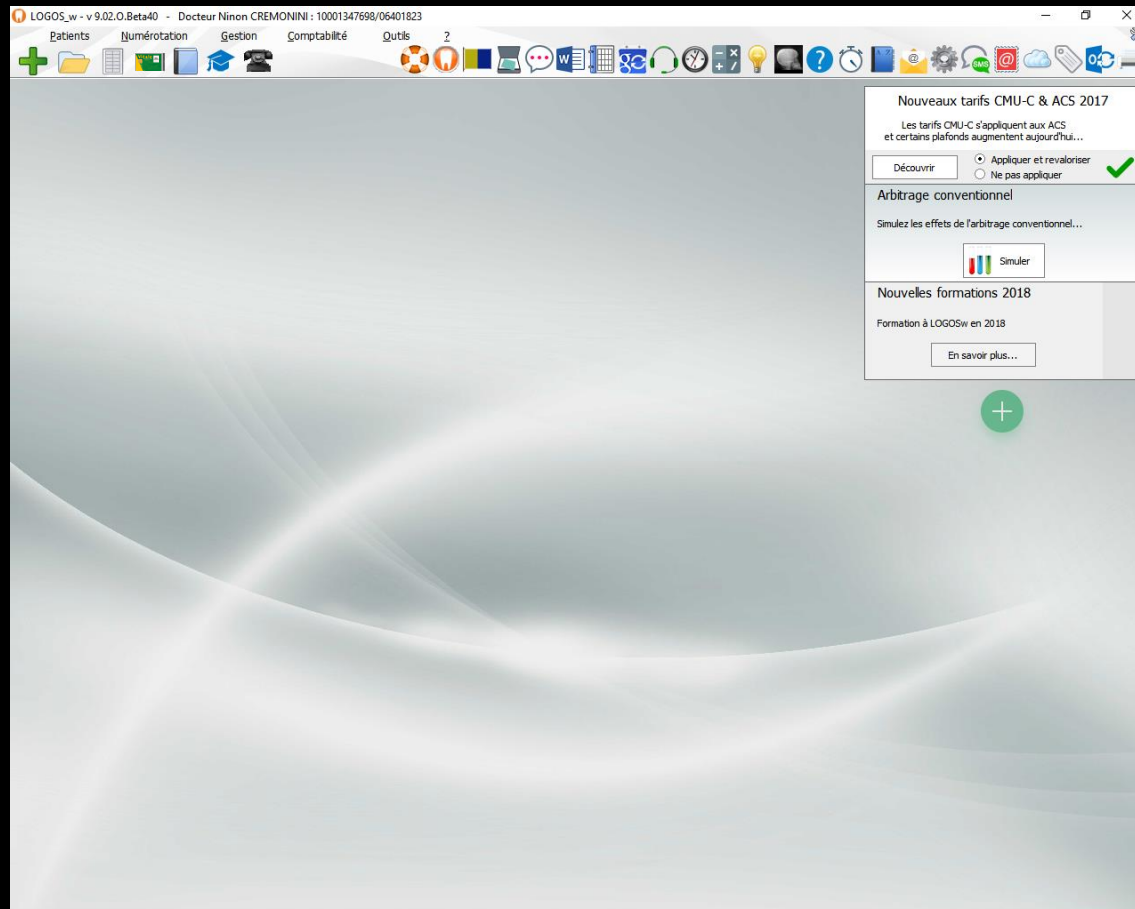 LOGOS_w - v 9.02.O.Beta40 - Docteur Ninon CREMONINI : 10001347698/06401823
Patients Numérotation Gestion Comptabilité Outils ?
Nouveaux tarifs CMU-C & ACS 2017
Les tarifs CMU-C s'appliquent aux ACS
et certains plafonds augmentent aujourd'hui...
Découvrir
Appliquer et revaloriser
Ne pas appliquer
Arbitrage conventionnel
Simulez les effets de l'arbitrage conventionnel...
Simuler
Nouvelles formations 2018
Formation à LOGOSw en 2018
En savoir plus...